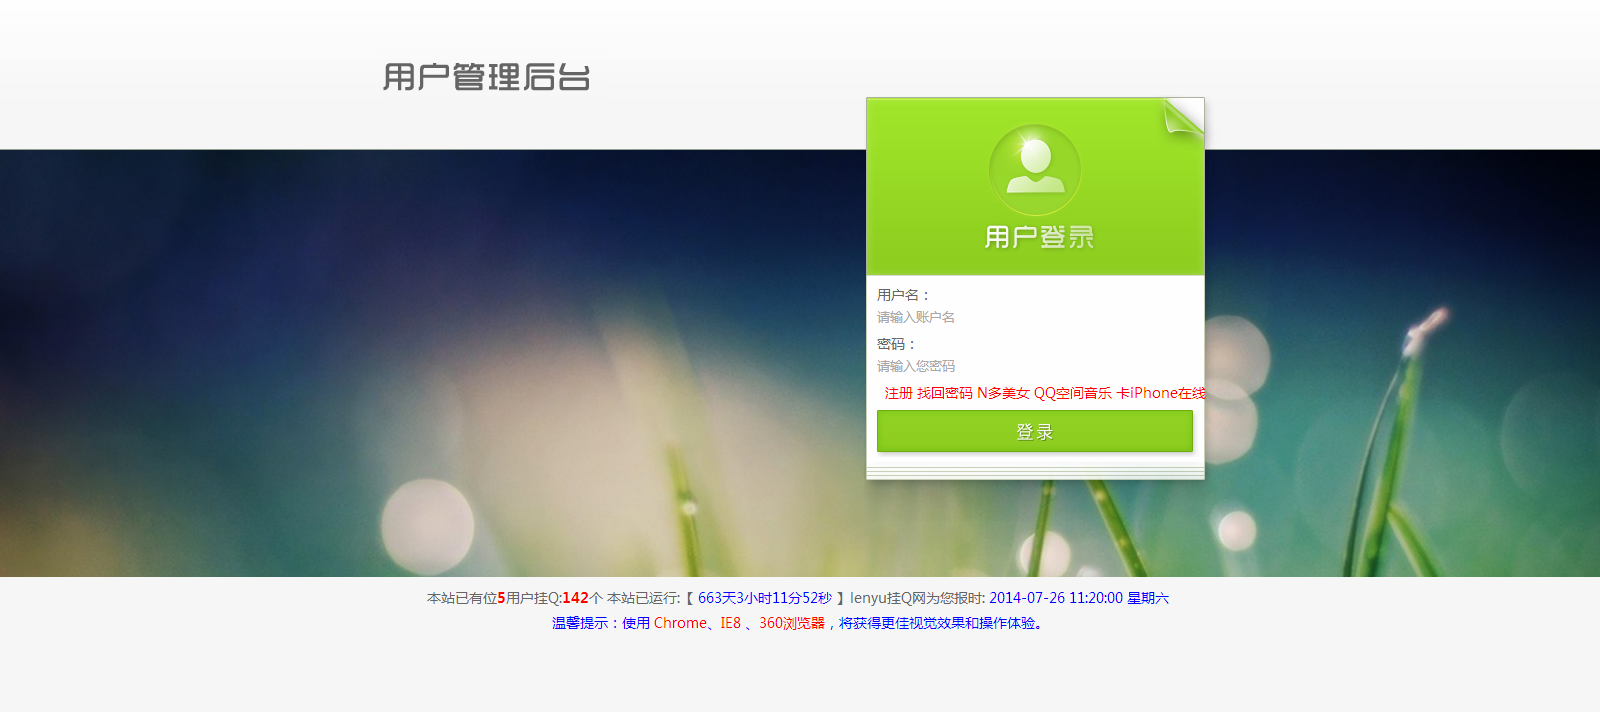 用户管理后台
用户登录
用户名：
请输入账户名
密码：
请输入您密码
注册 找回密码 N多美女 QQ空间音乐 卡iPhone在线
登录
本站已有位5用户挂Q:142个 本站已运行:【 663天3小时11分52秒 】lenyu挂Q网为您报时: 2014-07-26 11:20:00 星期六
温馨提示：使用 Chrome、IE8 、360浏览器，将获得更佳视觉效果和操作体验。